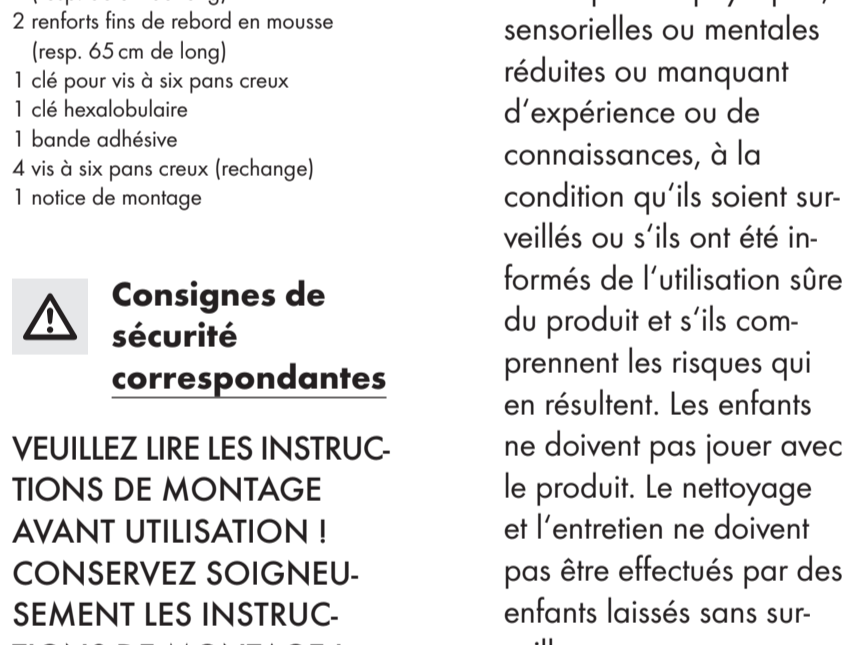 2 renforts fins de rebord en mousse
(resp. 65 cm de long)
1 clé pour vis à six pans creux
1 clé hexalobulaire
1 bande adhésive
4 vis à six pans creux (rechange)
1 notice de montage
Consignes de
sécurité
correspondantes
VEUILLEZ LIRE LES INSTRUC-
TIONS DE MONTAGE
AVANT UTILISATION !
CONSERVEZ SOIGNEU-
SEMENT LES INSTRUC-
TIONS DE MONTAGE !
sensorielles ou mentales
réduites ou manquant
d'expérience ou de
connaissances, à la
condition qu'ils soient sur-
veillés ou s'ils ont été in-
formés de l'utilisation sûre
du produit et s'ils com-
prennent les risques qui
en résultent. Les enfants
ne doivent pas jouer avec
le produit. Le nettoyage
et l'entretien ne doivent
pas être effectués par des
enfants laissés sans sur-